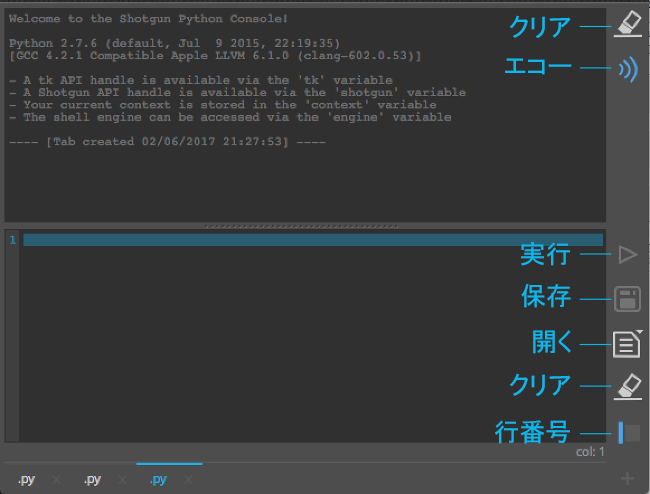 Welcome to the Shotgun Python Console!
Python 2.7.6 (default, Jul  9 2015, 22:19:35)
[GCC 4.2.1 Compatible Apple LLVM 6.1.0 (clang-602.0.53)]
- A tk API handle is available via the 'tk' variable
- A Shotgun API handle is available via the 'shotgun' variable
- Your current context is stored in the 'context' variable
- The shell engine can be accessed via the 'engine' variable
---- [Tab created 02/06/2017 21:27:53] ----
クリア
エコー
1
実行
保存
開く
クリア
行番号
col: 1
.py x .py x .py x